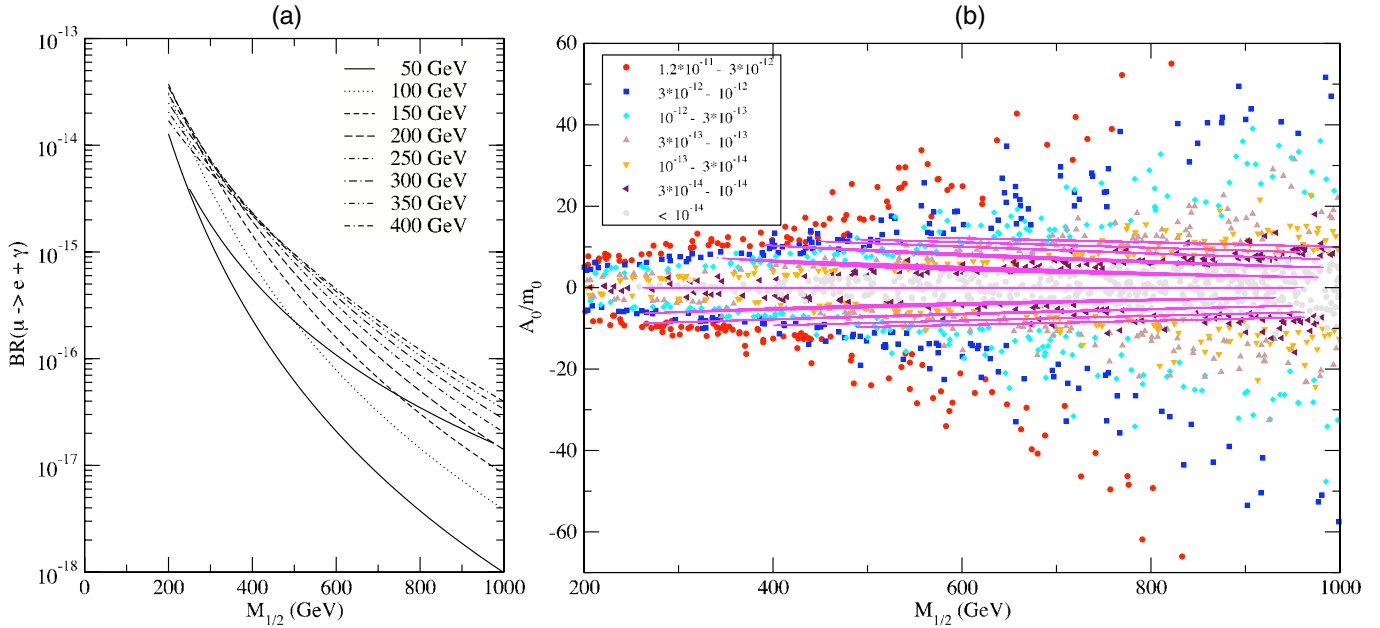 (a)
(b)
BR(μ -> e + γ)
10^-13
10^-14
10^-15
10^-16
10^-17
10^-18
50 GeV
100 GeV
150 GeV
200 GeV
250 GeV
300 GeV
350 GeV
400 GeV
0
200
400
600
800
1000
M_1/2 (GeV)
A_0/m_0
60
40
20
0
-20
-40
-60
1.2*10^-11 - 3*10^-12
3*10^-12 - 10^-12
10^-12 - 3*10^-13
3*10^-13 - 10^-13
10^-13 - 3*10^-14
3*10^-14 - 10^-14
< 10^-14
200
400
600
800
1000
M_1/2 (GeV)